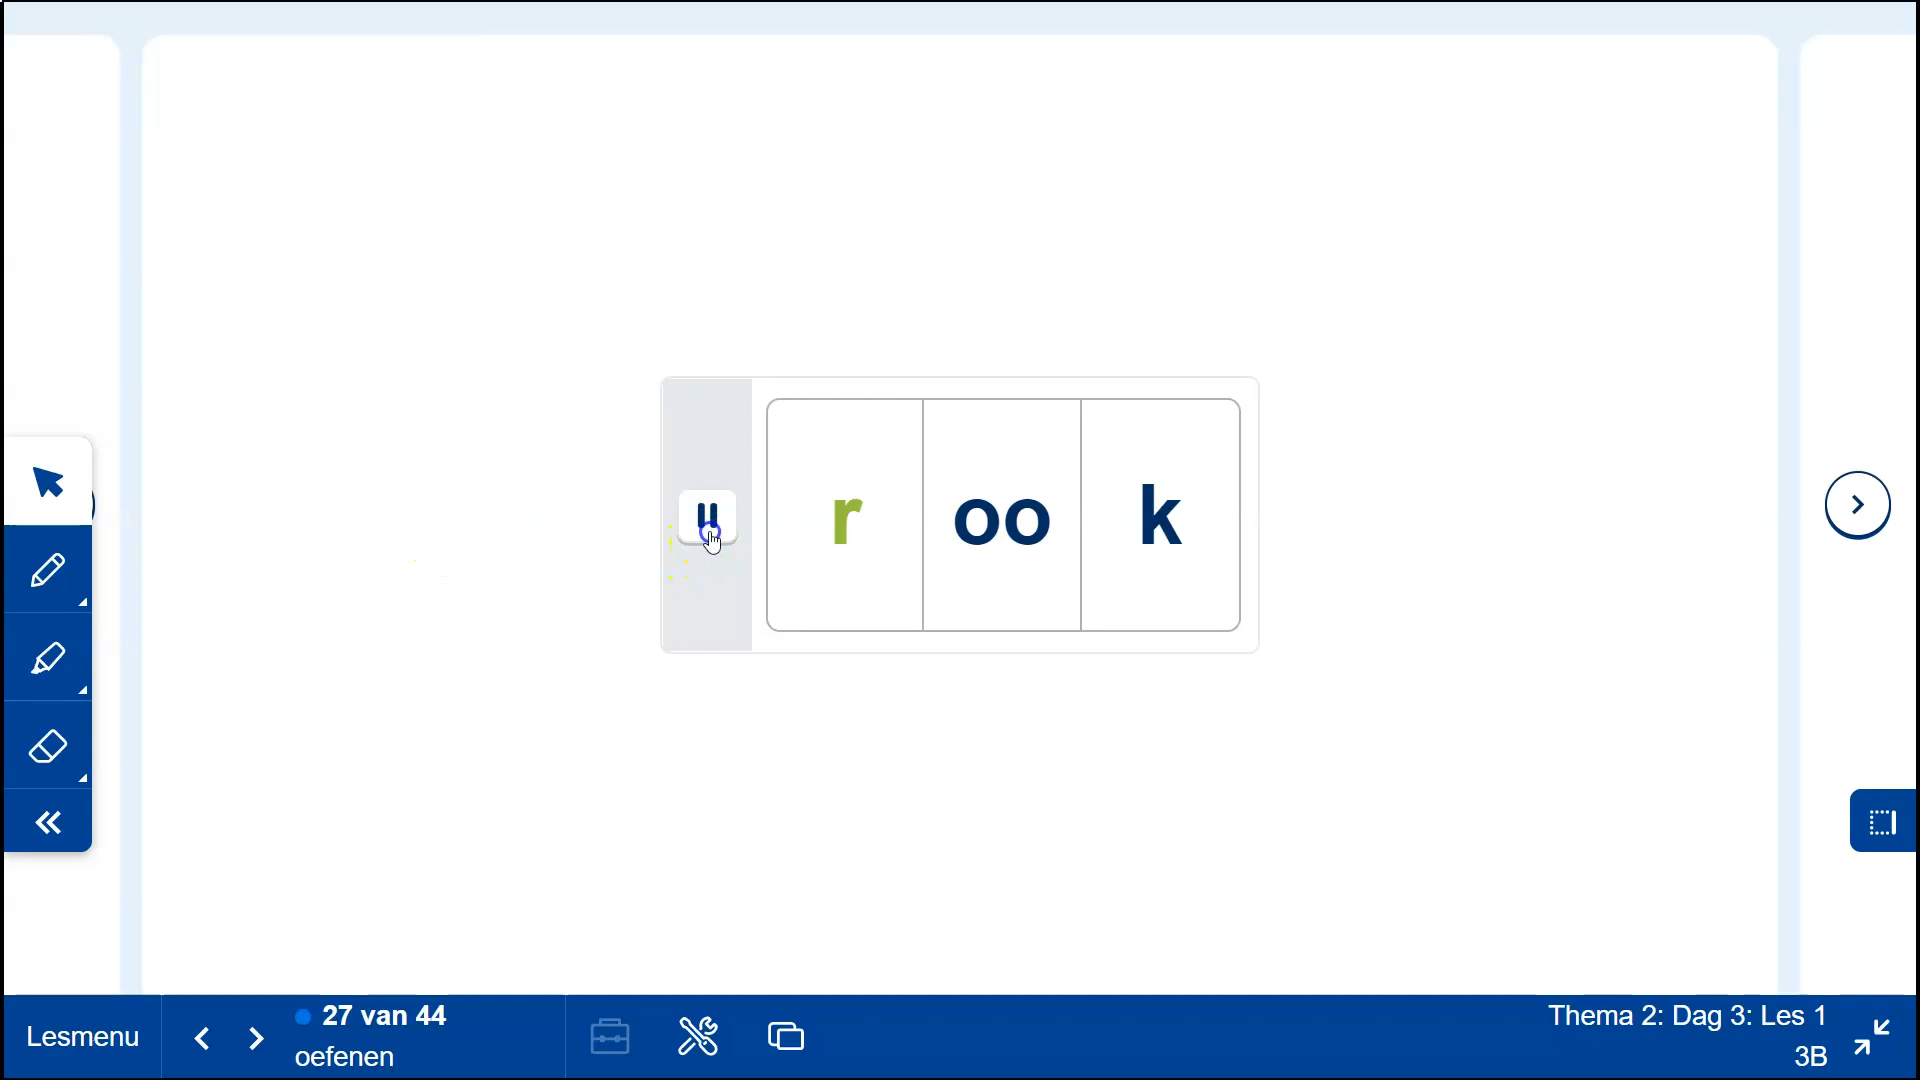 r oo k
Lesmenu
27 van 44
oefenen
Thema 2: Dag 3: Les 1
3B